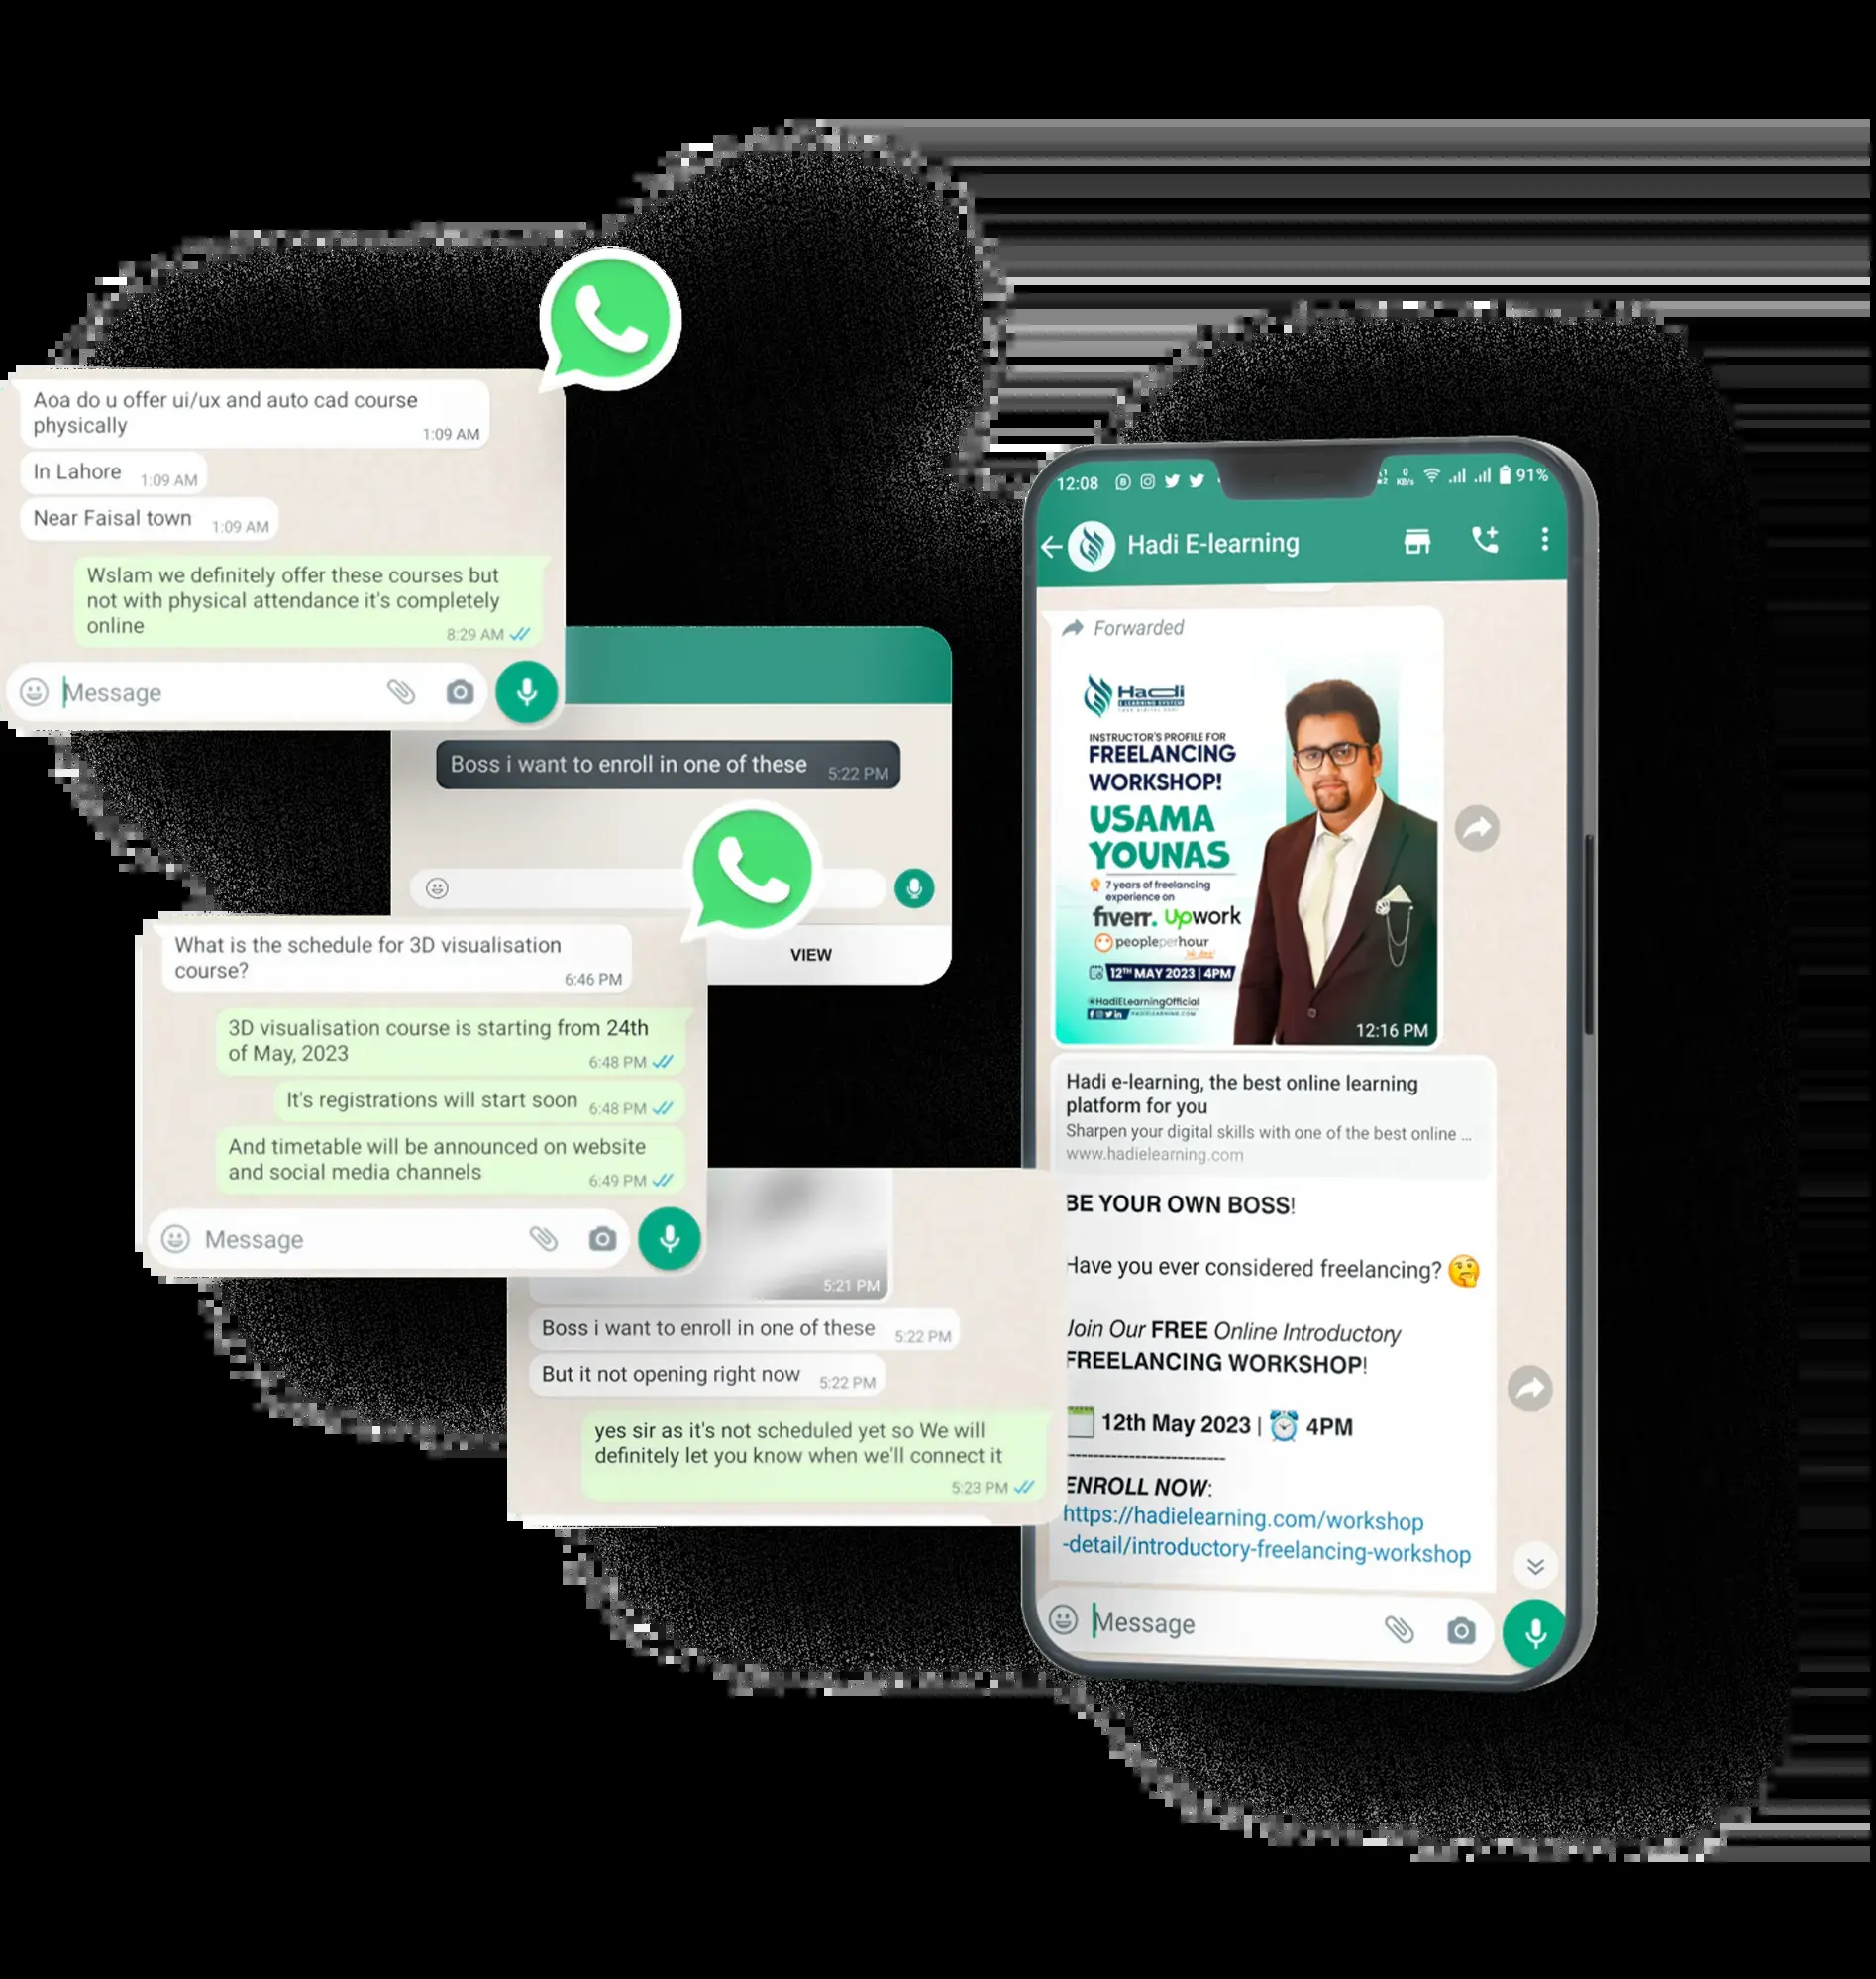 Aoa do u offer ui/ux and auto cad course
physically
1:09 AM
In Lahore 1:09 AM
Near Faisal town 1:09 AM
Wslam we definitely offer these courses but
not with physical attendance it's completely
online
8:29 AM
Message
Boss i want to enroll in one of these 5:22 PM
VIEW
What is the schedule for 3D visualisation
course?
6:46 PM
3D visualisation course is starting from 24th
of May, 2023
6:48 PM
It's registrations will start soon 6:48 PM
And timetable will be announced on website
and social media channels
6:49 PM
Message
5:21 PM
Boss i want to enroll in one of these 5:22 PM
But it not opening right now 5:22 PM
yes sir as it's not scheduled yet so We will
definitely let you know when we'll connect it
5:23 PM
12:08 91%
Hadi E-learning
Forwarded
Hadi
E LEARNING SYSTEM
INSTRUCTOR'S PROFILE FOR
FREELANCING
WORKSHOP!
USAMA
YOUNAS
7 years of freelancing
experience on
fiverr. Upwork
peopleperhour
12TH MAY 2023 | 4PM
#HadiELearningOfficial
HADIELEARNING.COM
12:16 PM
Hadi e-learning, the best online learning
platform for you
Sharpen your digital skills with one of the best online ...
www.hadielearning.com
BE YOUR OWN BOSS!
Have you ever considered freelancing? 🤔
Join Our FREE Online Introductory
FREELANCING WORKSHOP!
12th May 2023 | ⏰ 4PM
ENROLL NOW:
https://hadielearning.com/workshop
-detail/introductory-freelancing-workshop
Message